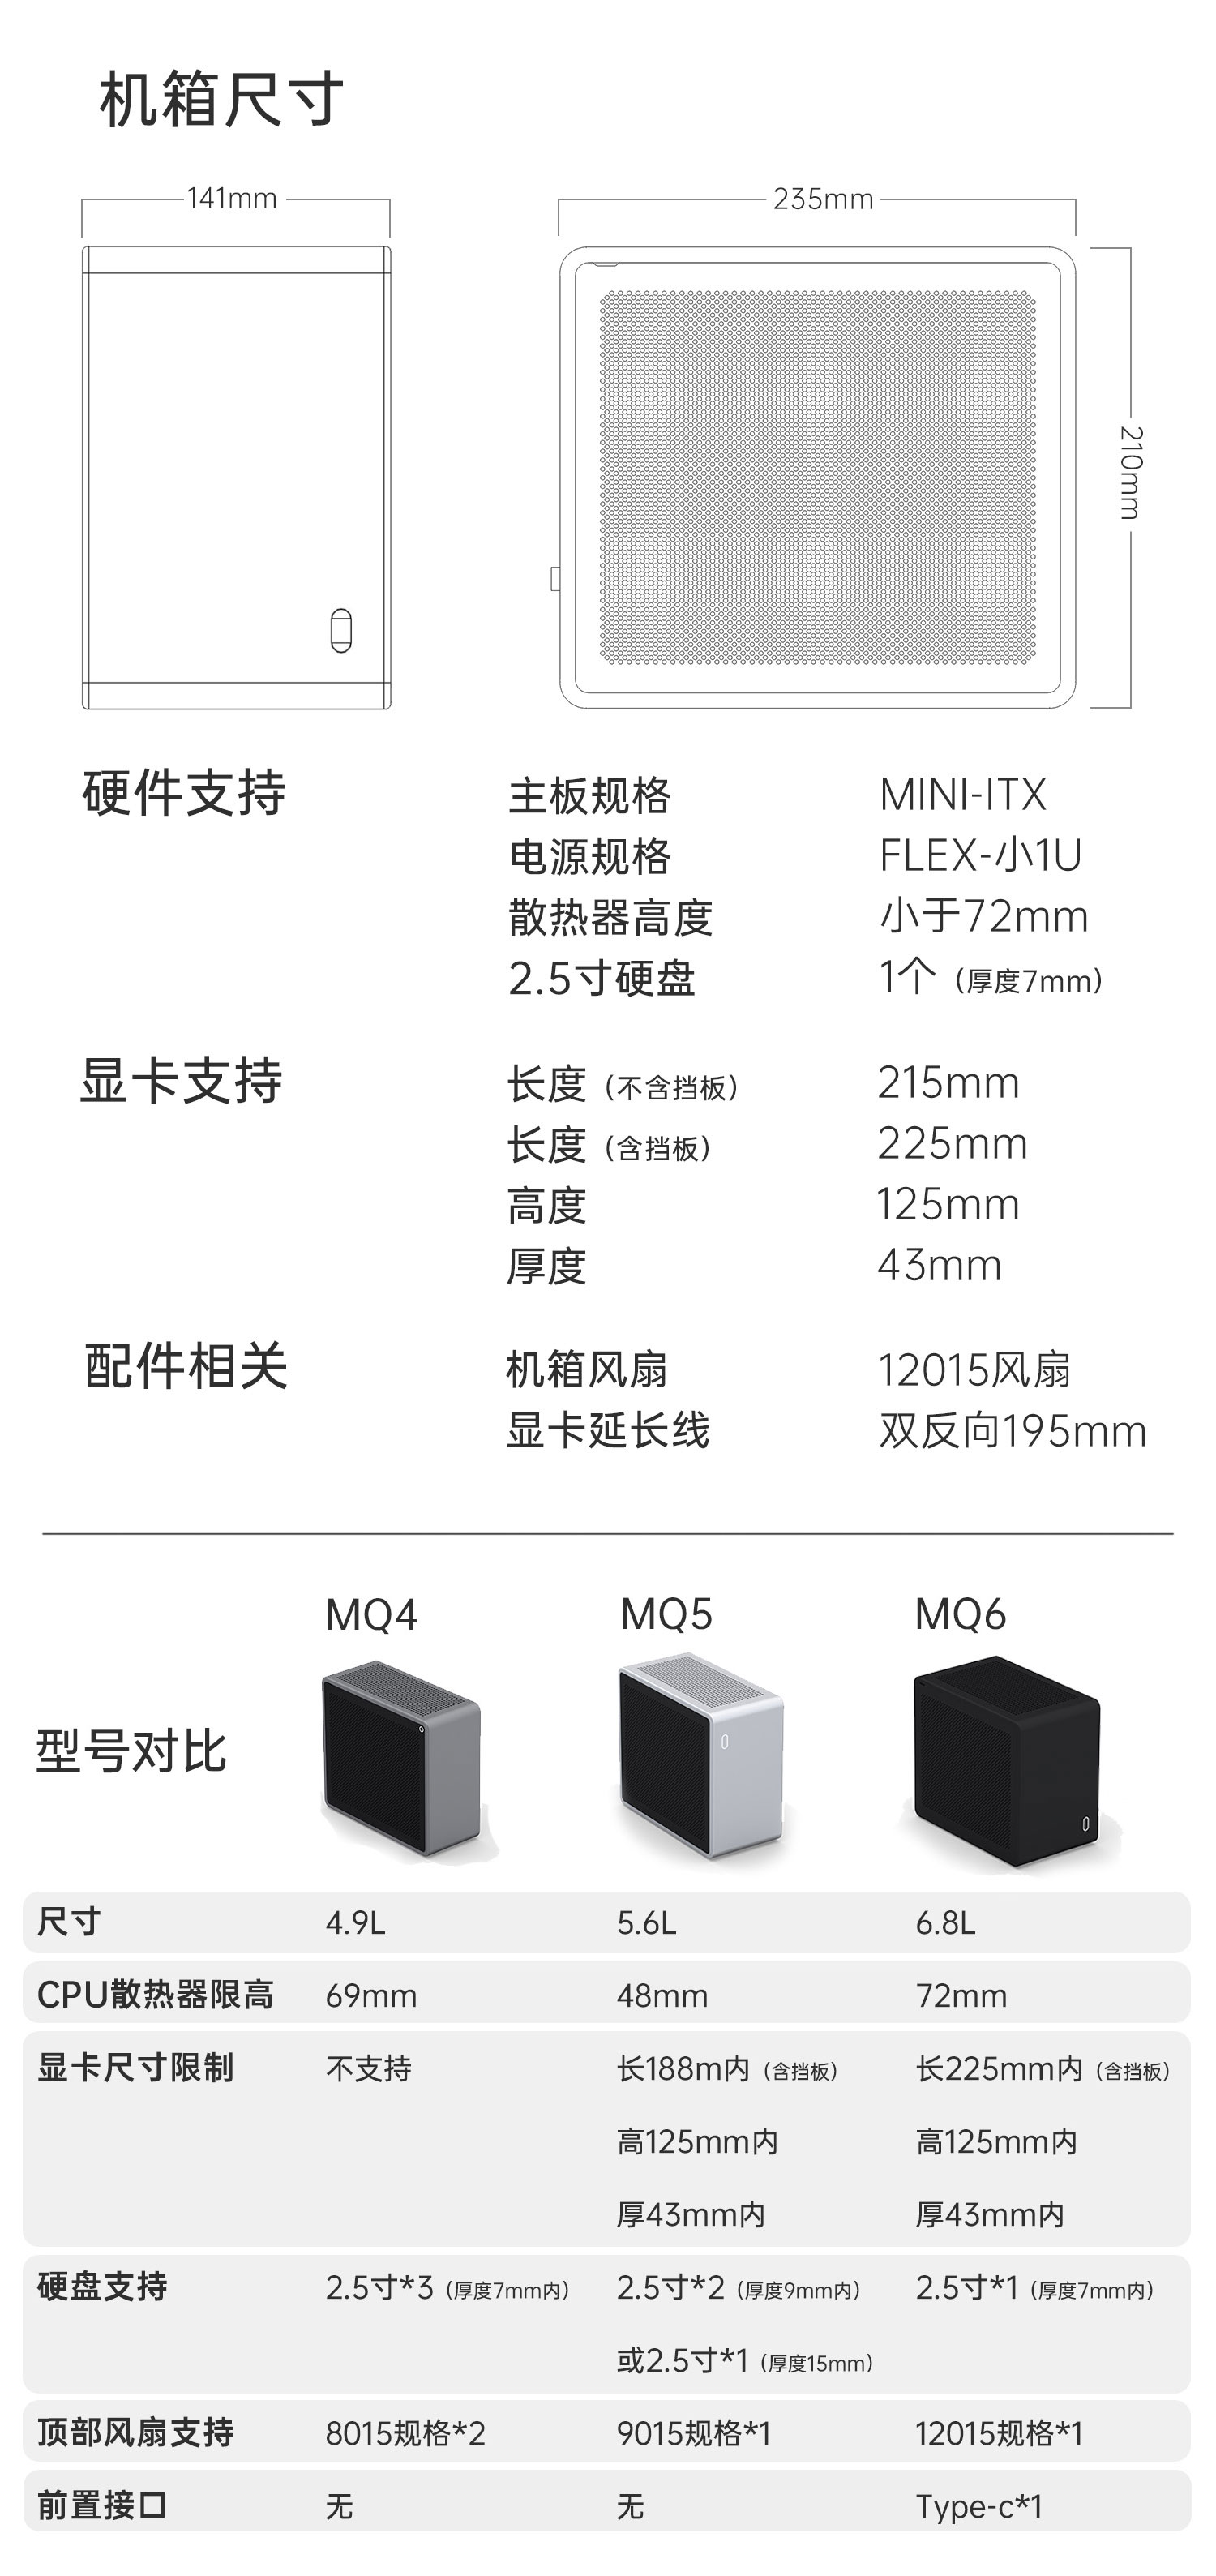 机箱尺寸
141mm
235mm
210mm
硬件支持
主板规格 MINI-ITX
电源规格 FLEX-小1U
散热器高度 小于72mm
2.5寸硬盘 1个（厚度7mm）
显卡支持
长度（不含挡板） 215mm
长度（含挡板） 225mm
高度 125mm
厚度 43mm
配件相关
机箱风扇 12015风扇
显卡延长线 双反向195mm
MQ4 MQ5 MQ6
型号对比
尺寸 4.9L 5.6L 6.8L
CPU散热器限高 69mm 48mm 72mm
显卡尺寸限制 不支持 长188m内（含挡板） 长225mm内（含挡板）
高125mm内 高125mm内
厚43mm内 厚43mm内
硬盘支持 2.5寸*3（厚度7mm内） 2.5寸*2（厚度9mm内） 2.5寸*1（厚度7mm内）
或2.5寸*1（厚度15mm）
顶部风扇支持 8015规格*2 9015规格*1 12015规格*1
前置接口 无 无 Type-c*1